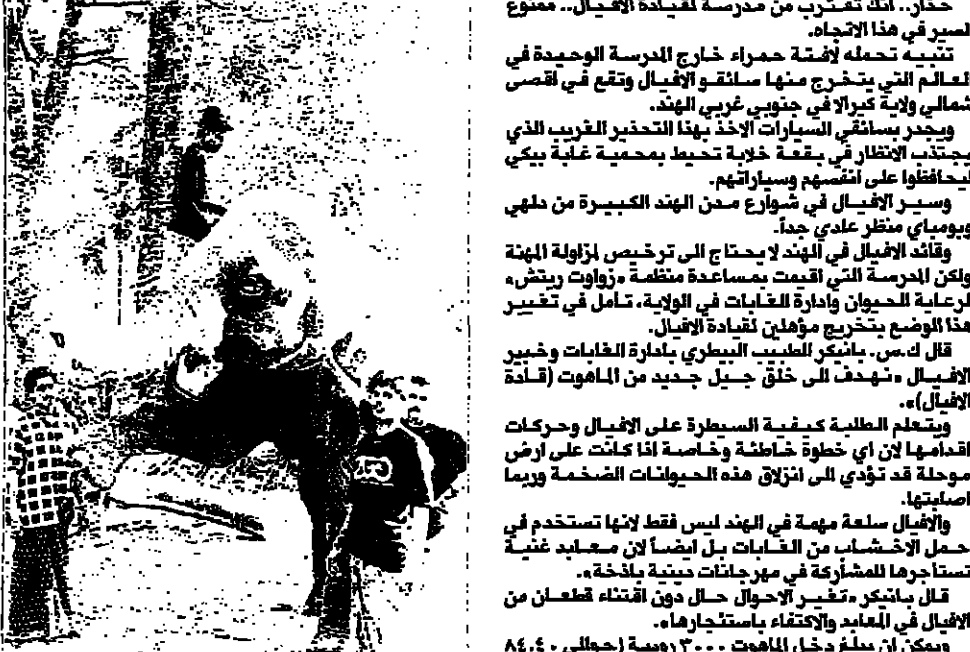 حذار.. انك تقترب من مدرسة لقيادة الافيال.. ممنوع
لسير في هذا الاتجاه.
تنبيه تحمله لافتة حمراء خارج المدرسة الوحيدة في
لعالم التي يتخرج منها سائقو الافيال وتقع في اقصى
شمالي ولاية كيرالا في جنوبي غربي الهند.
ويجدر بسائقي السيارات الاخذ بهذا التحذير الغريب الذي
يجتذب الانظار في بقعة خلابة تحيط بمحمية غابة بيكي
ليحافظوا على انفسهم وسياراتهم.
وسير الافيال في شوارع مدن الهند الكبيرة من دلهي
وبومباي منظر عادي جداً.
وقائد الافيال في الهند لا يحتاج الى ترخيص لمزاولة المهنة
ولكن المدرسة التي اقيمت بمساعدة منظمة «زواوت ريتش»
لرعاية الحيوان وادارة الغابات في الولاية، تأمل في تغيير
هذا الوضع بتخريج مؤهلين لقيادة الافيال.
قال ك.س. بانيكر الطبيب البيطري بادارة الغابات وخبير
الافيال «نهدف الى خلق جيل جديد من الماهوت (قادة
الافيال)».
ويتعلم الطلبة كيفية السيطرة على الافيال وحركات
اقدامها لان اي خطوة خاطئة وخاصة اذا كانت على ارض
موحلة قد تؤدي الى انزلاق هذه الحيوانات الضخمة وربما
اصابتها.
والافيال سلعة مهمة في الهند ليس فقط لانها تستخدم في
حمل الاخشاب من الغابات بل ايضاً لان معابد غنية
تستأجرها للمشاركة في مهرجانات دينية باذخة».
قال بانيكر «تغير الاحوال حال دون اقتناء قطعان من
الافيال في المعابد والاكتفاء باستئجارها».
ويمكن ان يبلغ دخل الماهوت ٣٠٠٠ روبية (حوالي ٨٤،٤٠